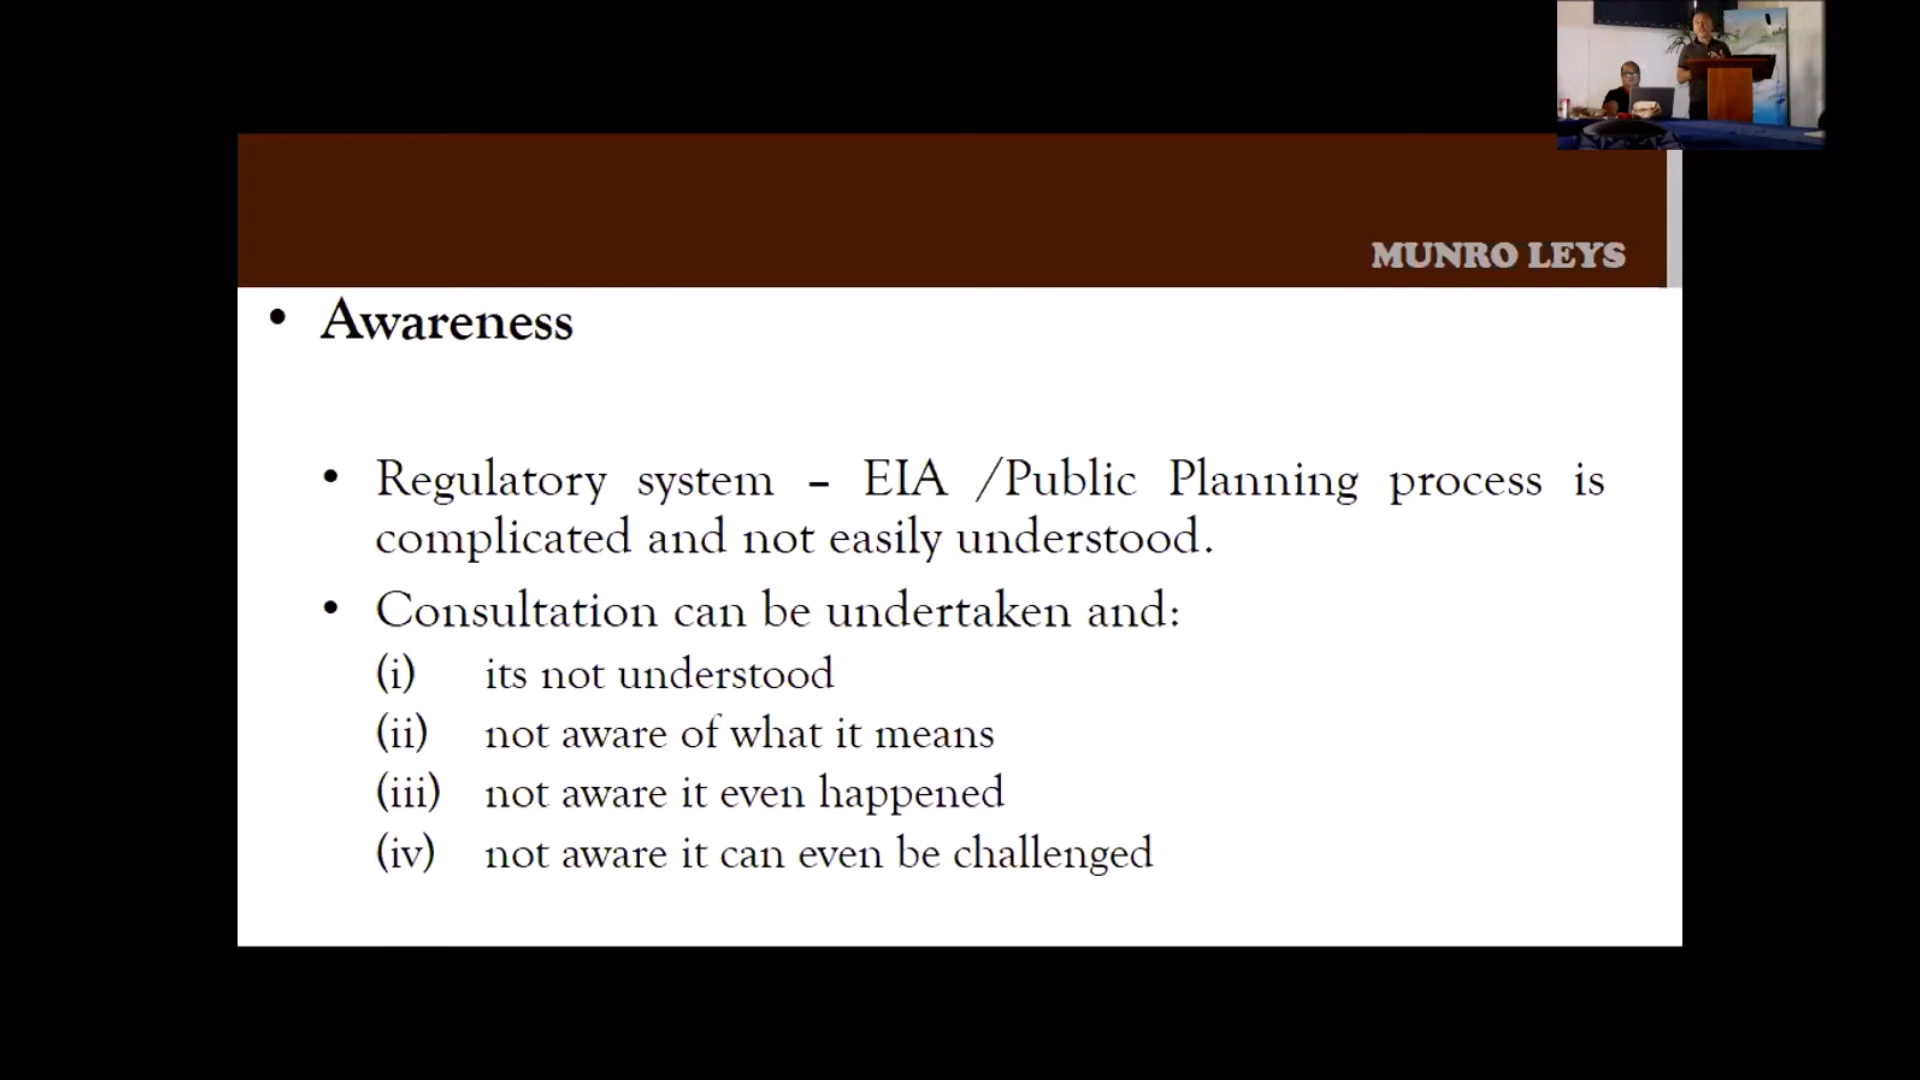 MUNRO LEYS
• Awareness
• Regulatory system – EIA /Public Planning process is
complicated and not easily understood.
• Consultation can be undertaken and:
(i) its not understood
(ii) not aware of what it means
(iii) not aware it even happened
(iv) not aware it can even be challenged